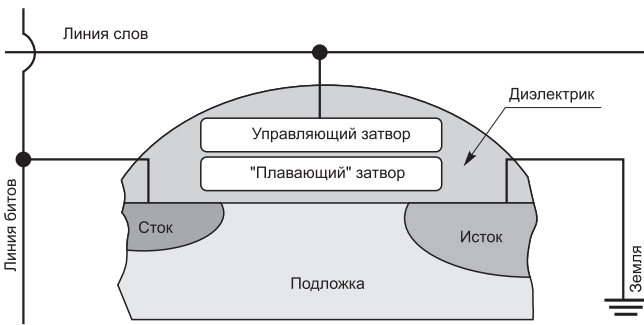 Линия слов
Диэлектрик
Управляющий затвор
"Плавающий" затвор
Линия битов
Сток
Исток
Земля
Подложка